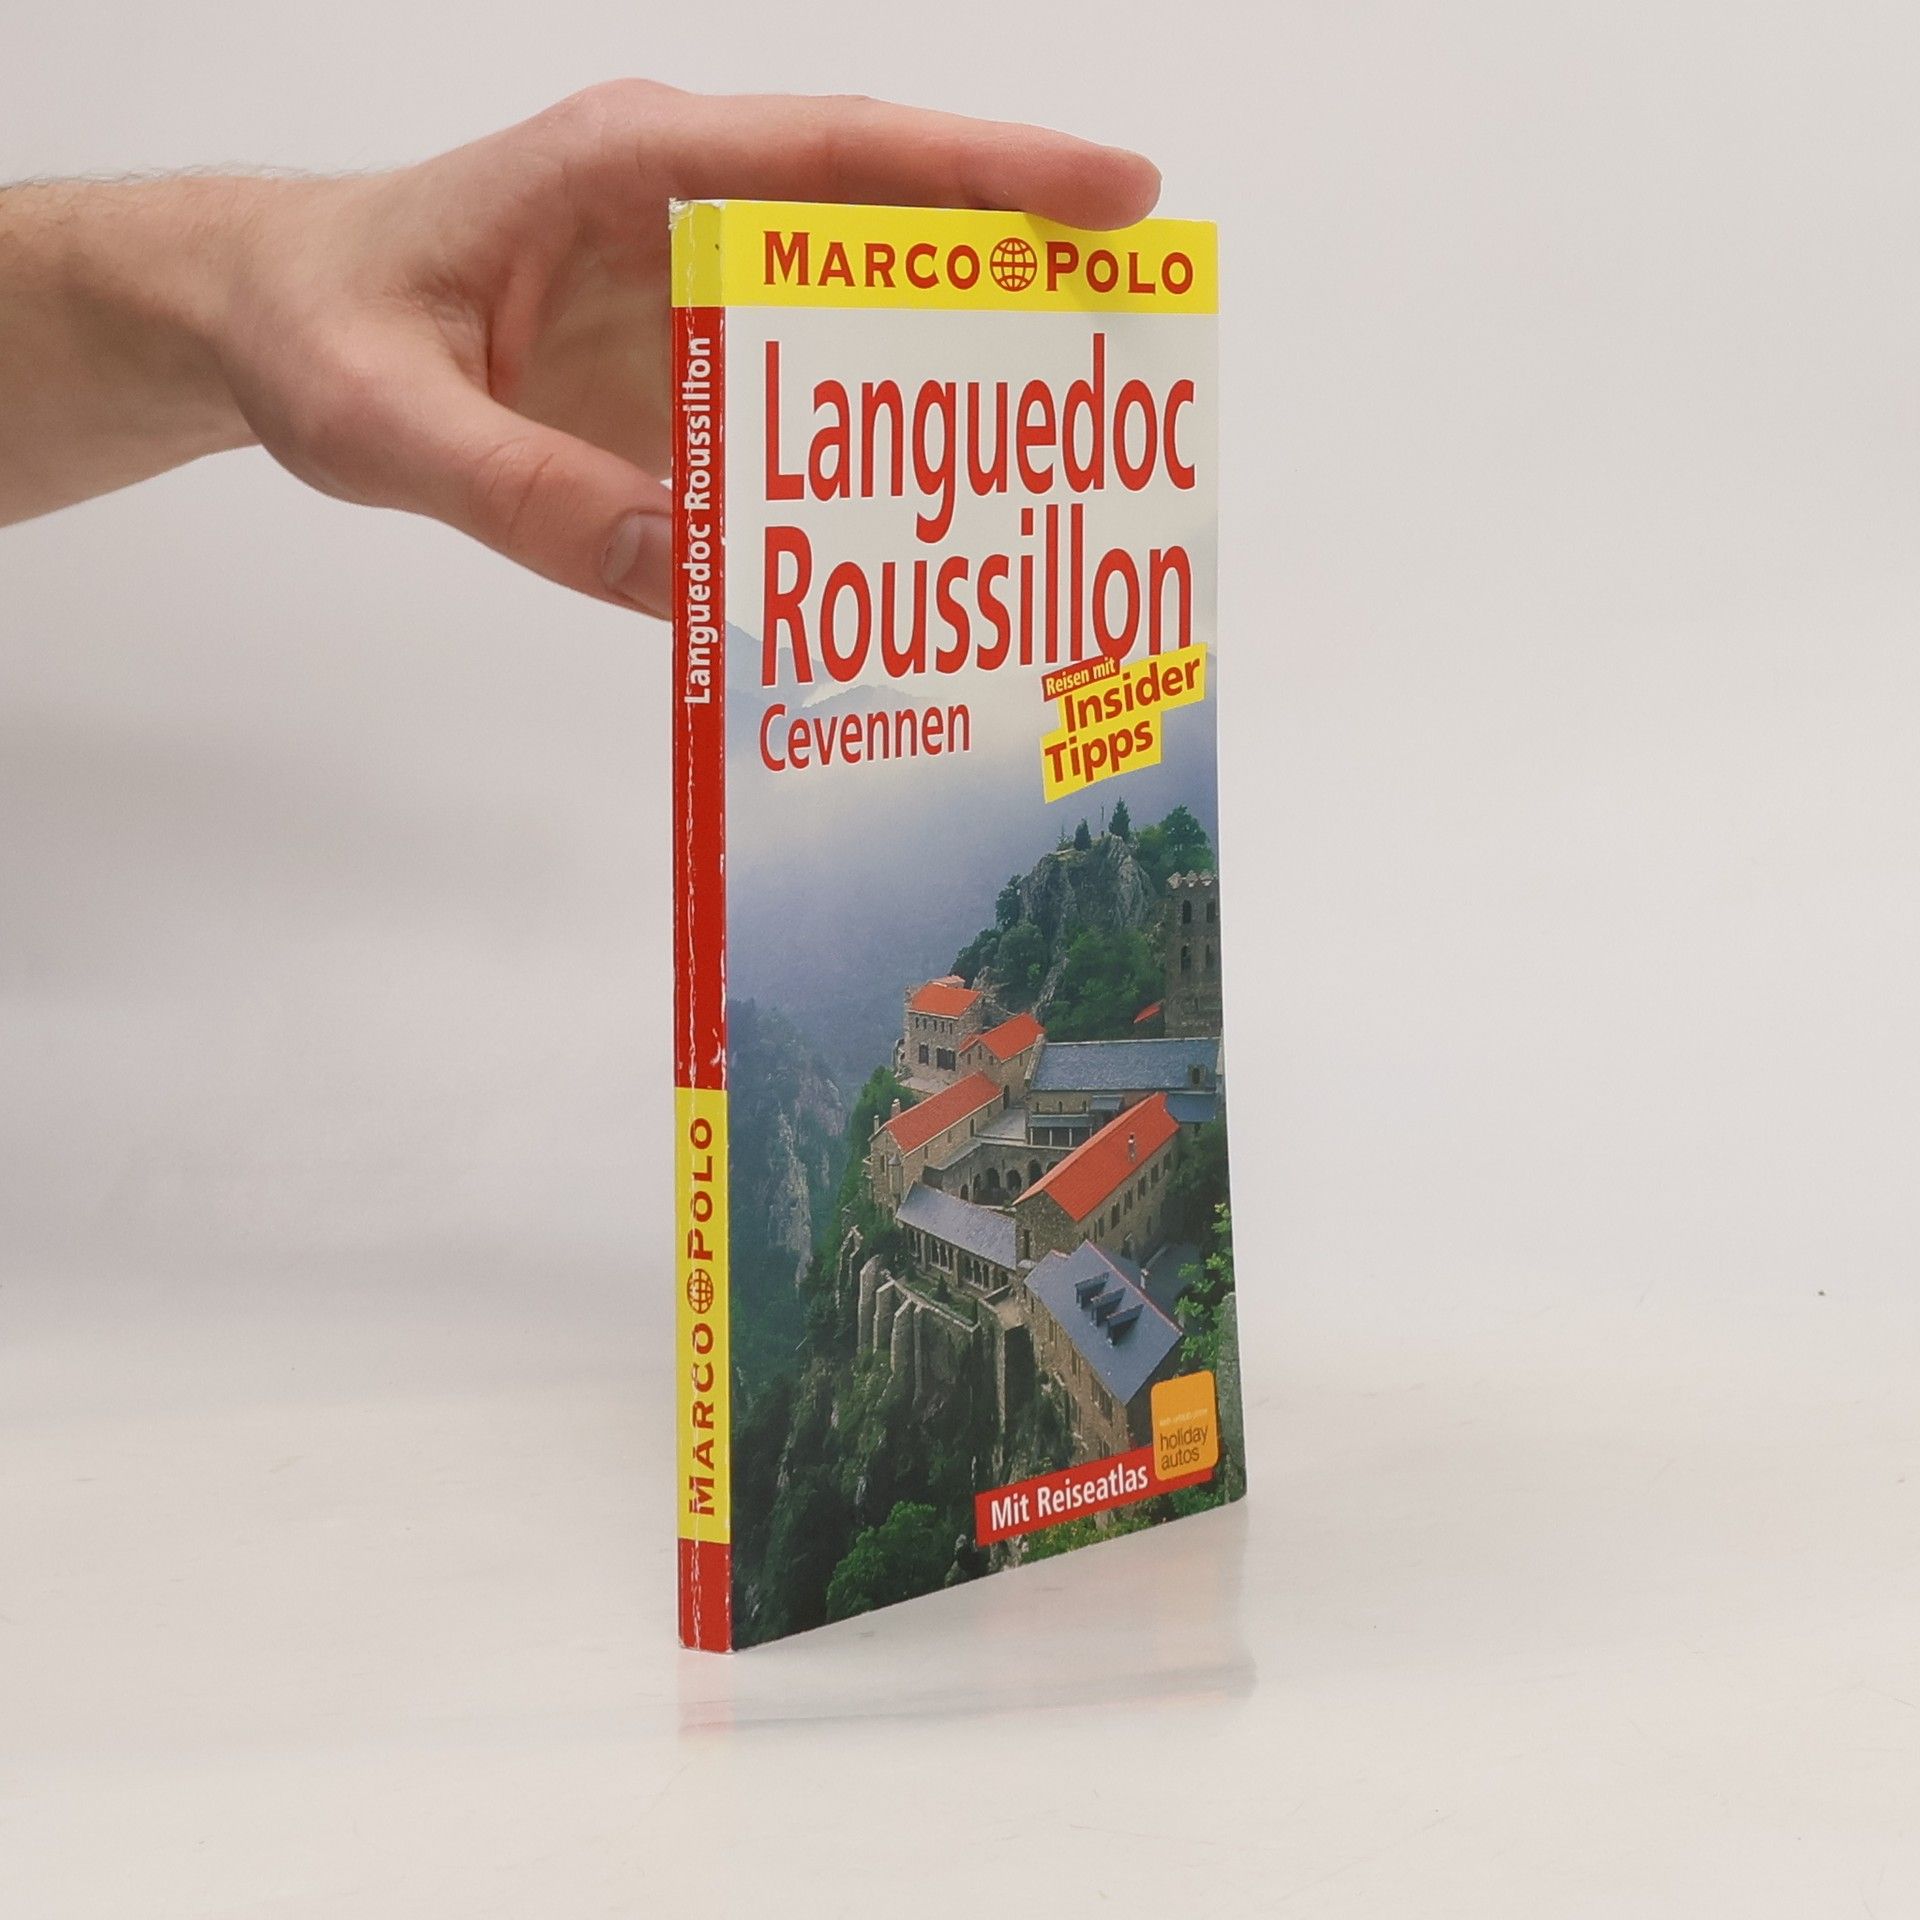 MARCO POLO
Languedoc
Roussillon
Cevennen
Reisen mit
Insider
Tipps
Mit Reiseatlas
holiday
autos
Languedoc Roussillon
MARCO POLO